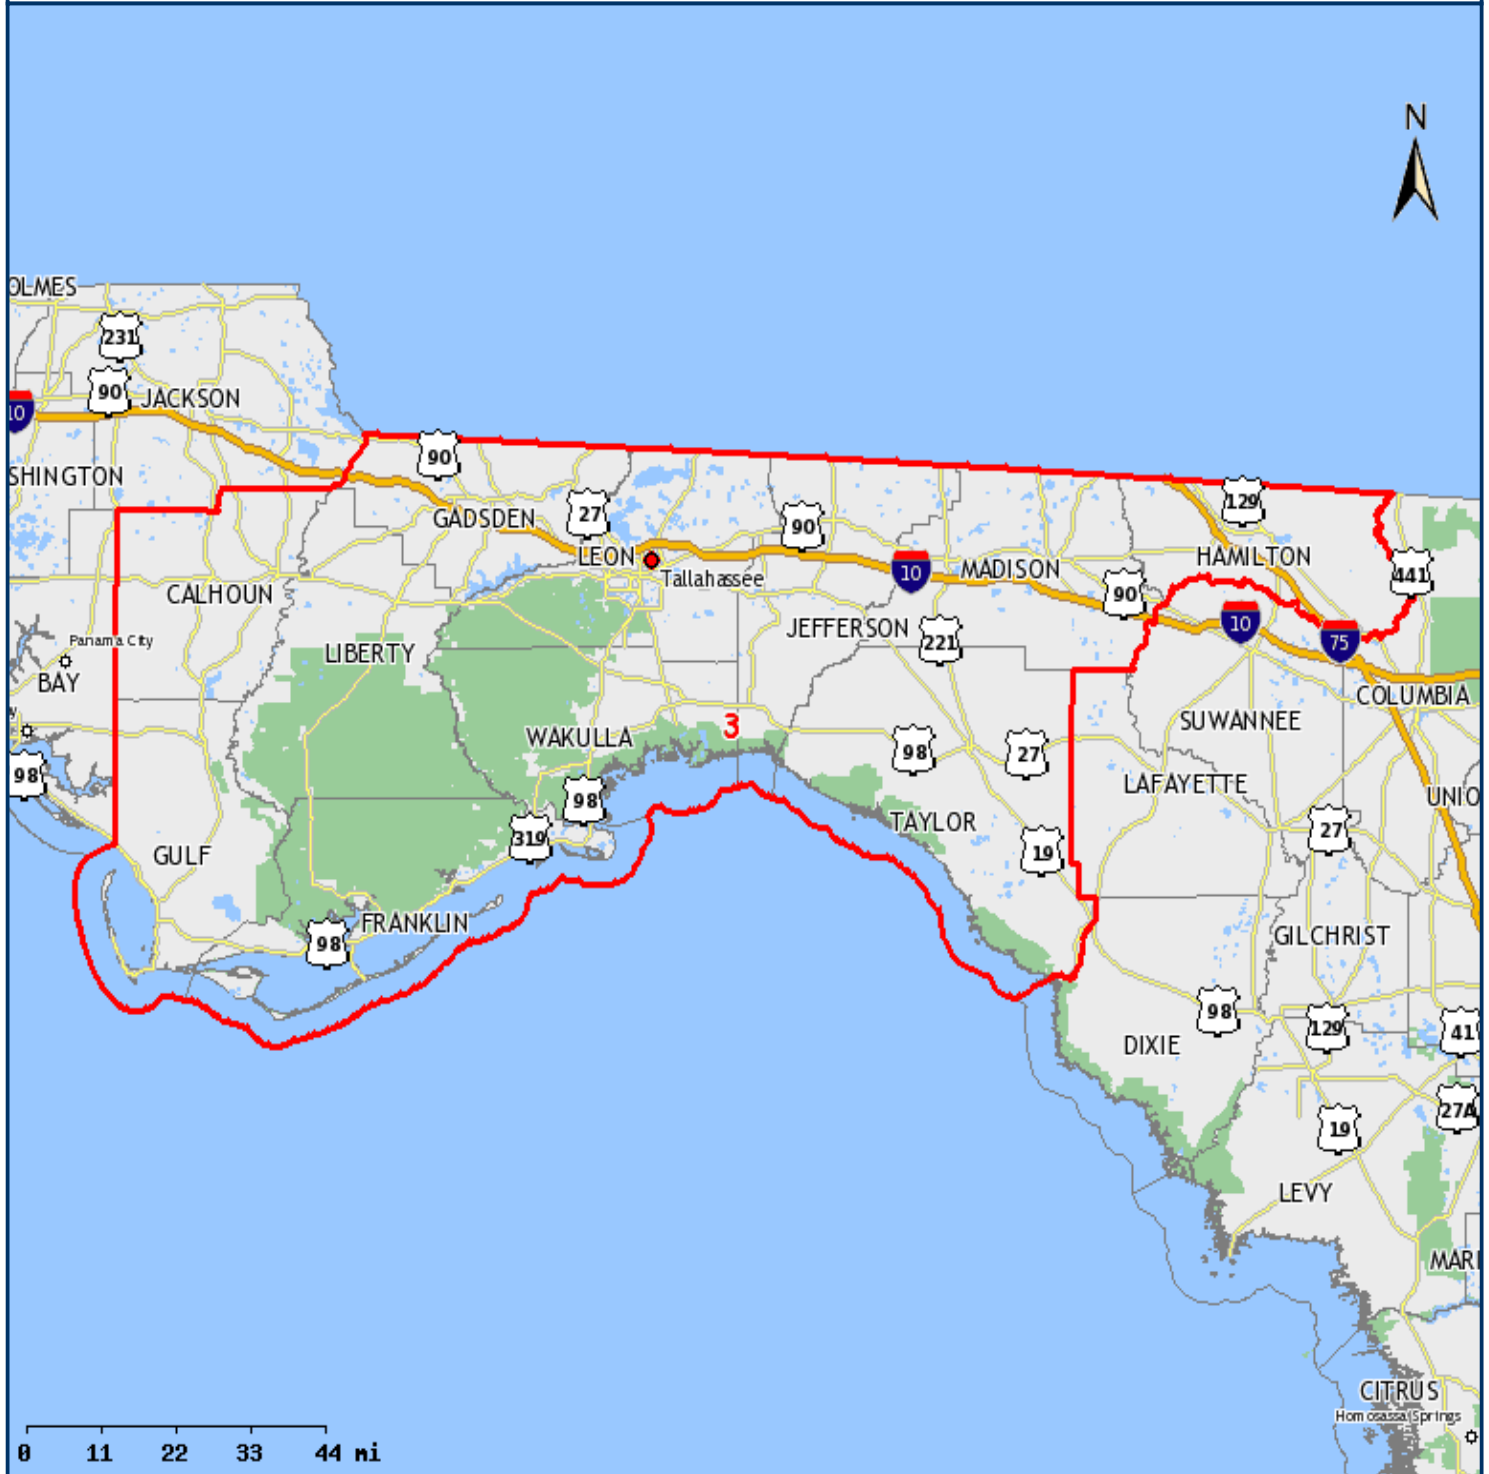 N
OLMES
231
90
JACKSON
10
90
SHINGTON
129
27
GADSDEN
90
LEON
HAMILTON
10
MADISON
441
Tallahassee
90
CALHOUN
10
JEFFERSON
221
75
Panama City
LIBERTY
BAY
COLUMBIA
y
SUWANNEE
3
WAKULLA
98
27
98
LAFAYETTE
98
UNIO
TAYLOR
27
319
19
GULF
FRANKLIN
98
GILCHRIST
98
129
41
DIXIE
27A
19
LEVY
MARI
CITRUS
Homosassa Springs
0 11 22 33 44 mi